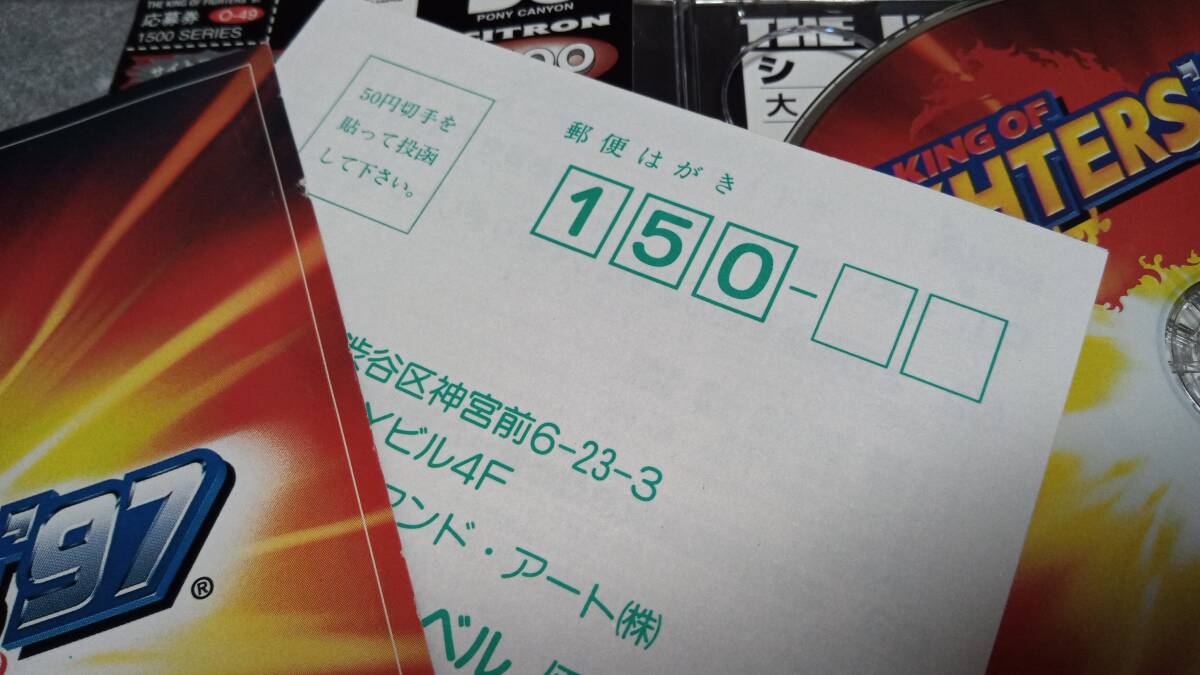 THE KING OF FIGHTERS '97
応募券 O-49
1500 SERIES
PONY CANYON
SCITRON
THE
シ
大
KING OF
FIGHTERS
50円切手を
貼って投函
して下さい。
郵便はがき
150-
渋谷区神宮前6-23-3
ビル4F
ウンド・アート(株)
ベル
'97
®